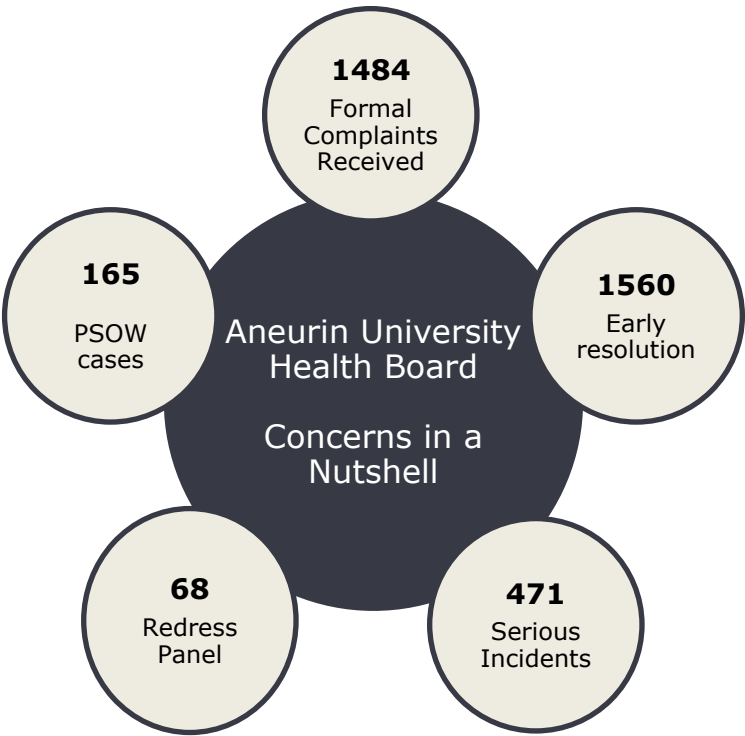 1484
Formal
Complaints
Received
165
PSOW
cases
1560
Early
resolution
Aneurin University
Health Board
Concerns in a
Nutshell
68
Redress
Panel
471
Serious
Incidents